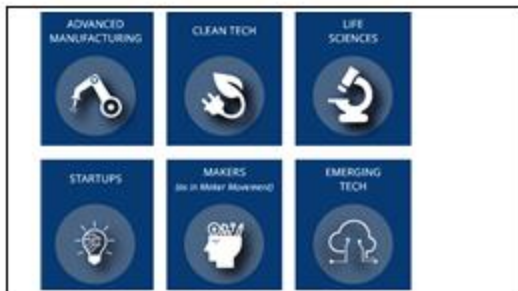 ADVANCED
MANUFACTURING
CLEAN TECH
LIFE
SCIENCES
STARTUPS
MAKERS
(as in Maker Movement)
EMERGING
TECH